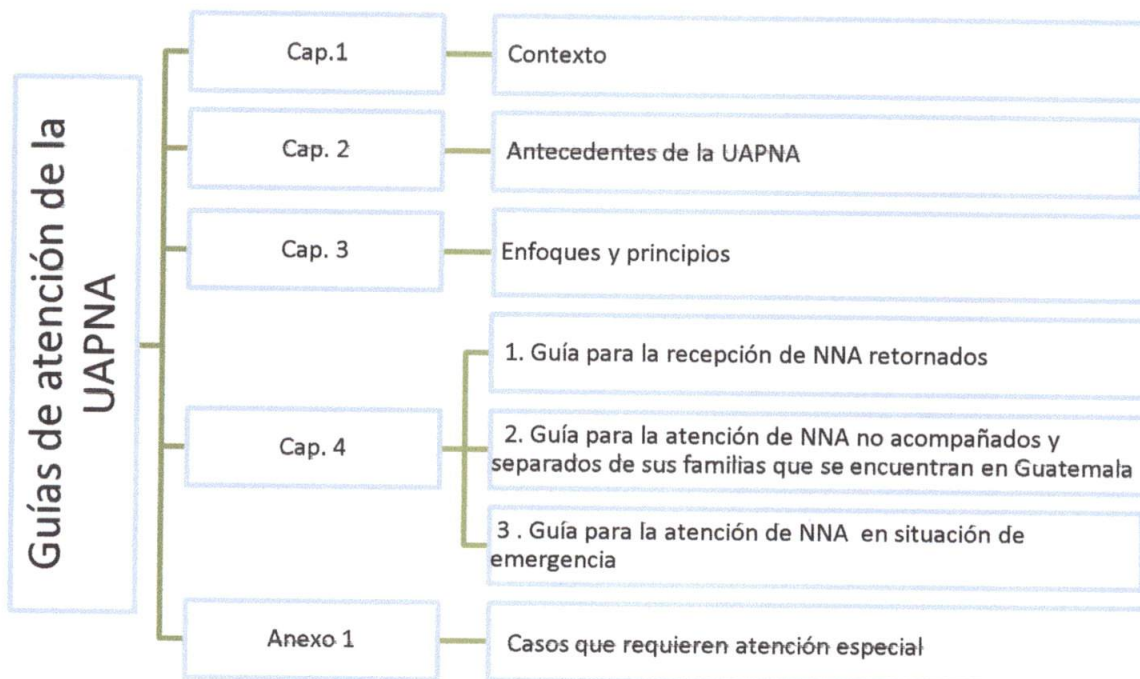 Guías de atención de la
UAPNA
Cap.1
Contexto
Cap. 2
Antecedentes de la UAPNA
Cap. 3
Enfoques y principios
Cap. 4
1. Guía para la recepción de NNA retornados
2. Guía para la atención de NNA no acompañados y
separados de sus familias que se encuentran en Guatemala
3 . Guía para la atención de NNA en situación de
emergencia
Anexo 1
Casos que requieren atención especial